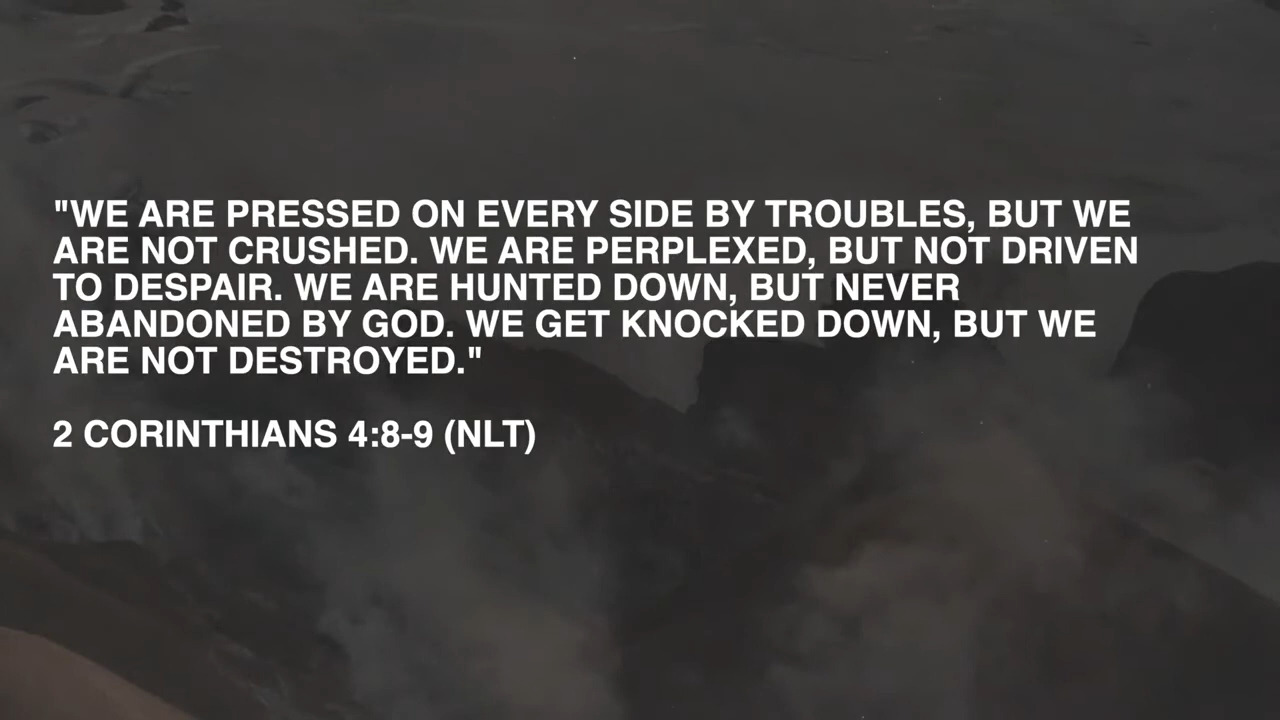 "WE ARE PRESSED ON EVERY SIDE BY TROUBLES, BUT WE
ARE NOT CRUSHED. WE ARE PERPLEXED, BUT NOT DRIVEN
TO DESPAIR. WE ARE HUNTED DOWN, BUT NEVER
ABANDONED BY GOD. WE GET KNOCKED DOWN, BUT WE
ARE NOT DESTROYED."
2 CORINTHIANS 4:8-9 (NLT)